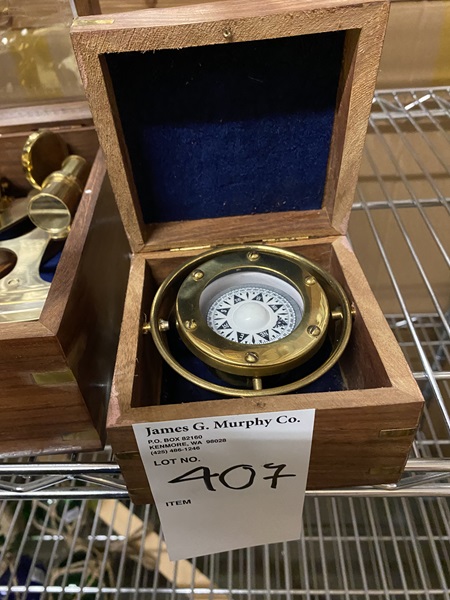 James G. Murphy Co.
P.O. BOX 82160
KENMORE, WA 98028
(425) 486-1246
LOT NO.
407
ITEM